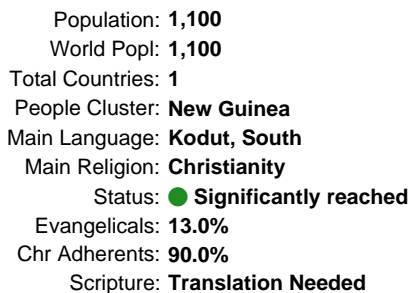 Population: 1,100
World Popl: 1,100
Total Countries: 1
People Cluster: New Guinea
Main Language: Kodut, South
Main Religion: Christianity
Status: Significantly reached
Evangelicals: 13.0%
Chr Adherents: 90.0%
Scripture: Translation Needed